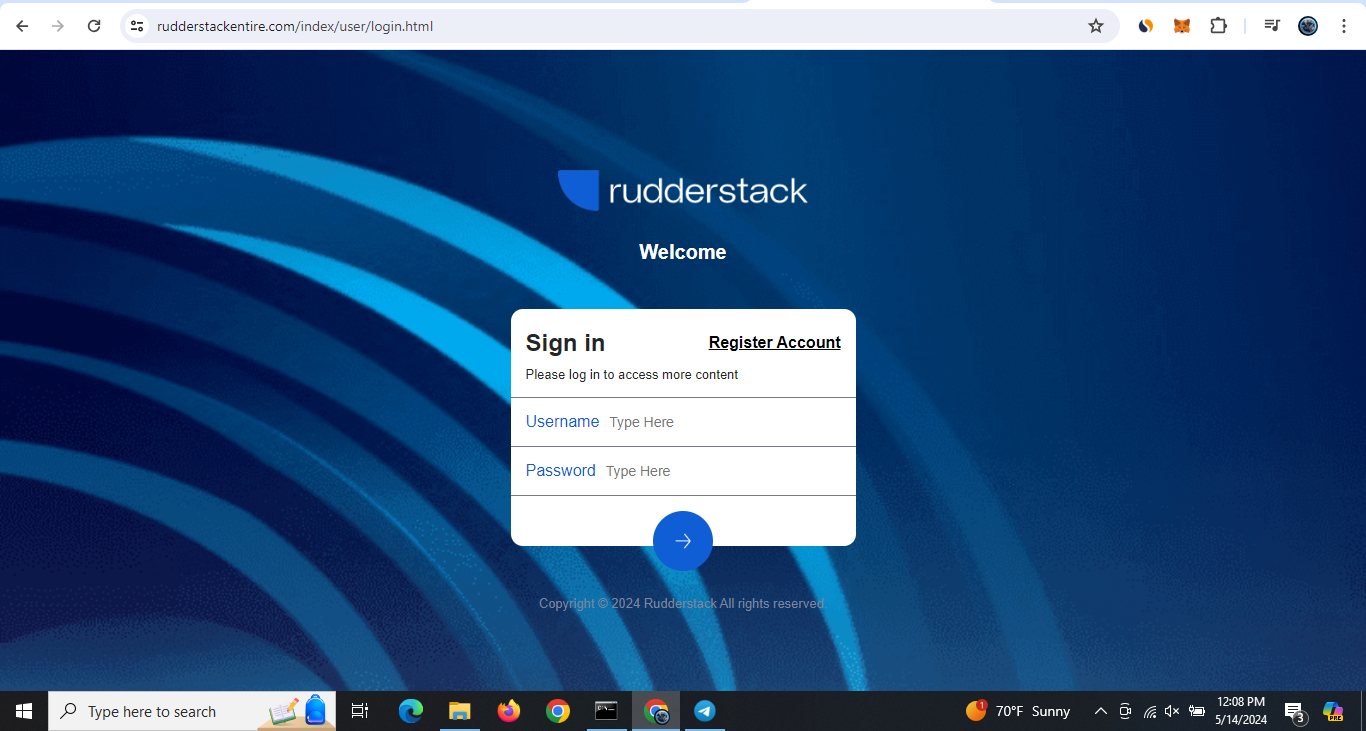 rudderstackentire.com/index/user/login.html
rudderstack
Welcome
Sign in
Register Account
Please log in to access more content
Username Type Here
Password Type Here
Copyright © 2024 Rudderstack All rights reserved
Type here to search
1
70°F Sunny
12:08 PM
5/14/2024
3
PRE